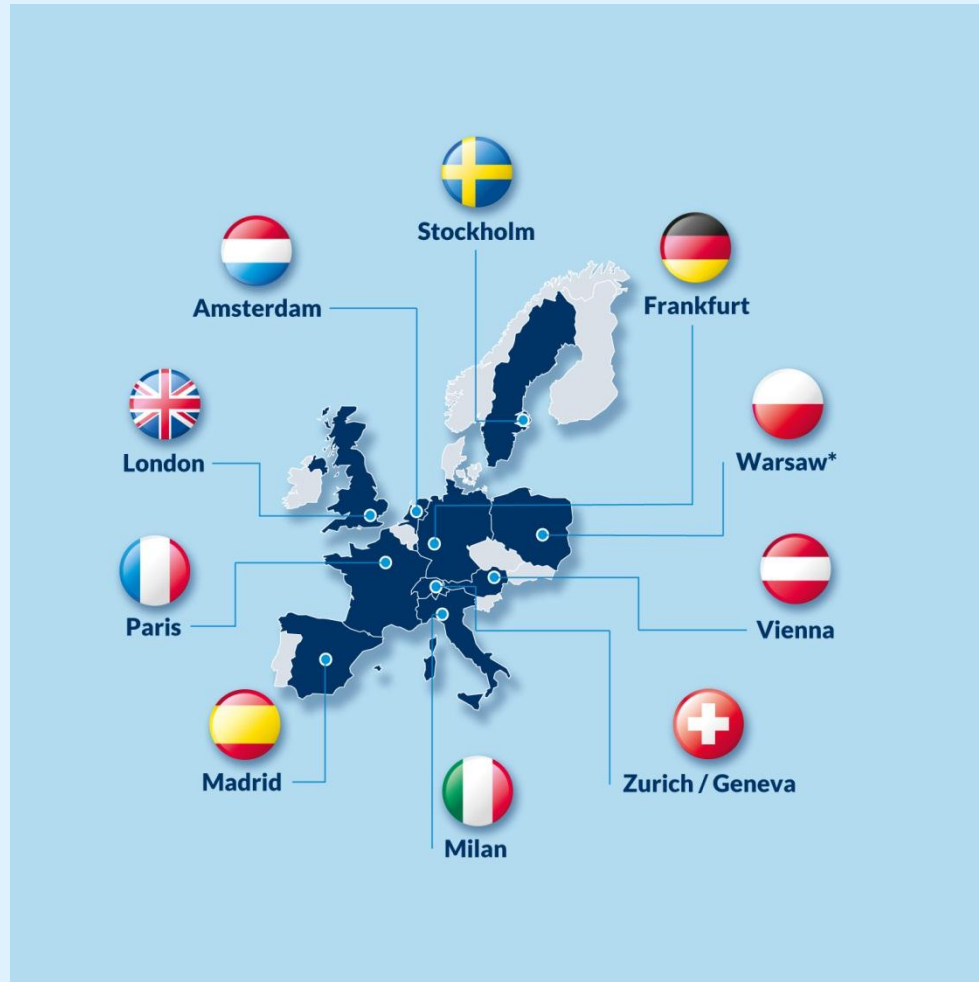 Stockholm
Amsterdam
Frankfurt
London
Warsaw*
Paris
Vienna
Madrid
Zurich / Geneva
Milan